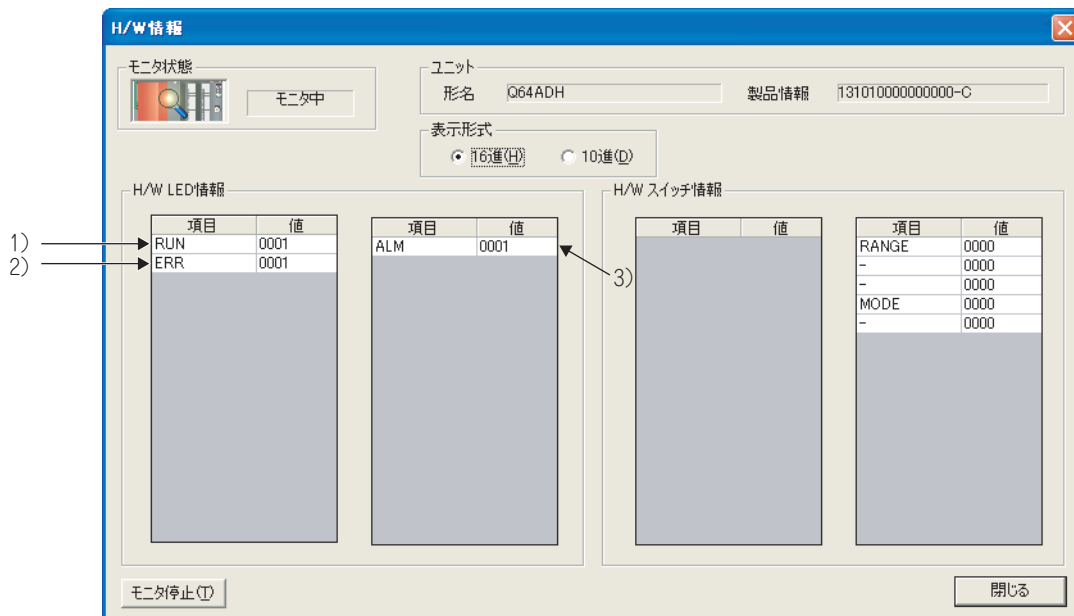 H/W情報
モニタ状態
モニタ中
ユニット
形名 Q64ADH 製品情報 131010000000000-C
表示形式
16進(H) 10進(D)
H/W LED情報
項目 値
1) RUN 0001
2) ERR 0001
項目 値
ALM 0001
3)
H/W スイッチ情報
項目 値
項目 値
RANGE 0000
- 0000
- 0000
MODE 0000
- 0000
モニタ停止(T)
閉じる